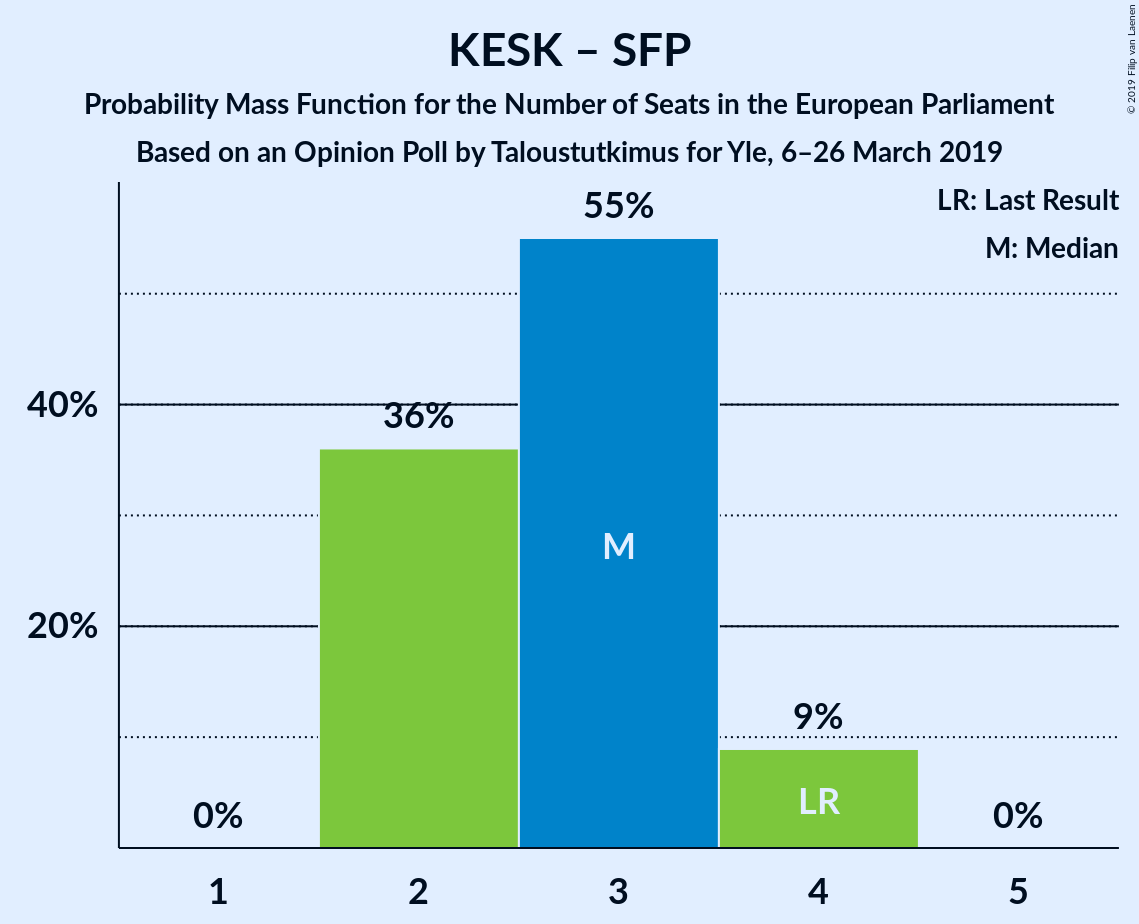 KESK – SFP
Probability Mass Function for the Number of Seats in the European Parliament
Based on an Opinion Poll by Taloustutkimus for Yle, 6–26 March 2019
© 2019 Filip van Laenen
LR: Last Result
M: Median
55%
40%
36%
M
20%
9%
LR
0%
0%
1
2
3
4
5